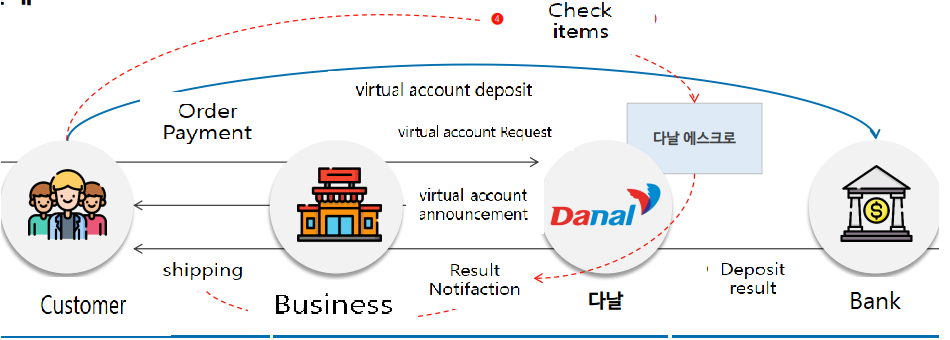 4
Check
items
virtual account deposit
Order
Payment
virtual account Request
다날 에스크로
virtual account
announcement
Danal
shipping
Result
Notifaction
Deposit
result
Customer
Business
다날
Bank